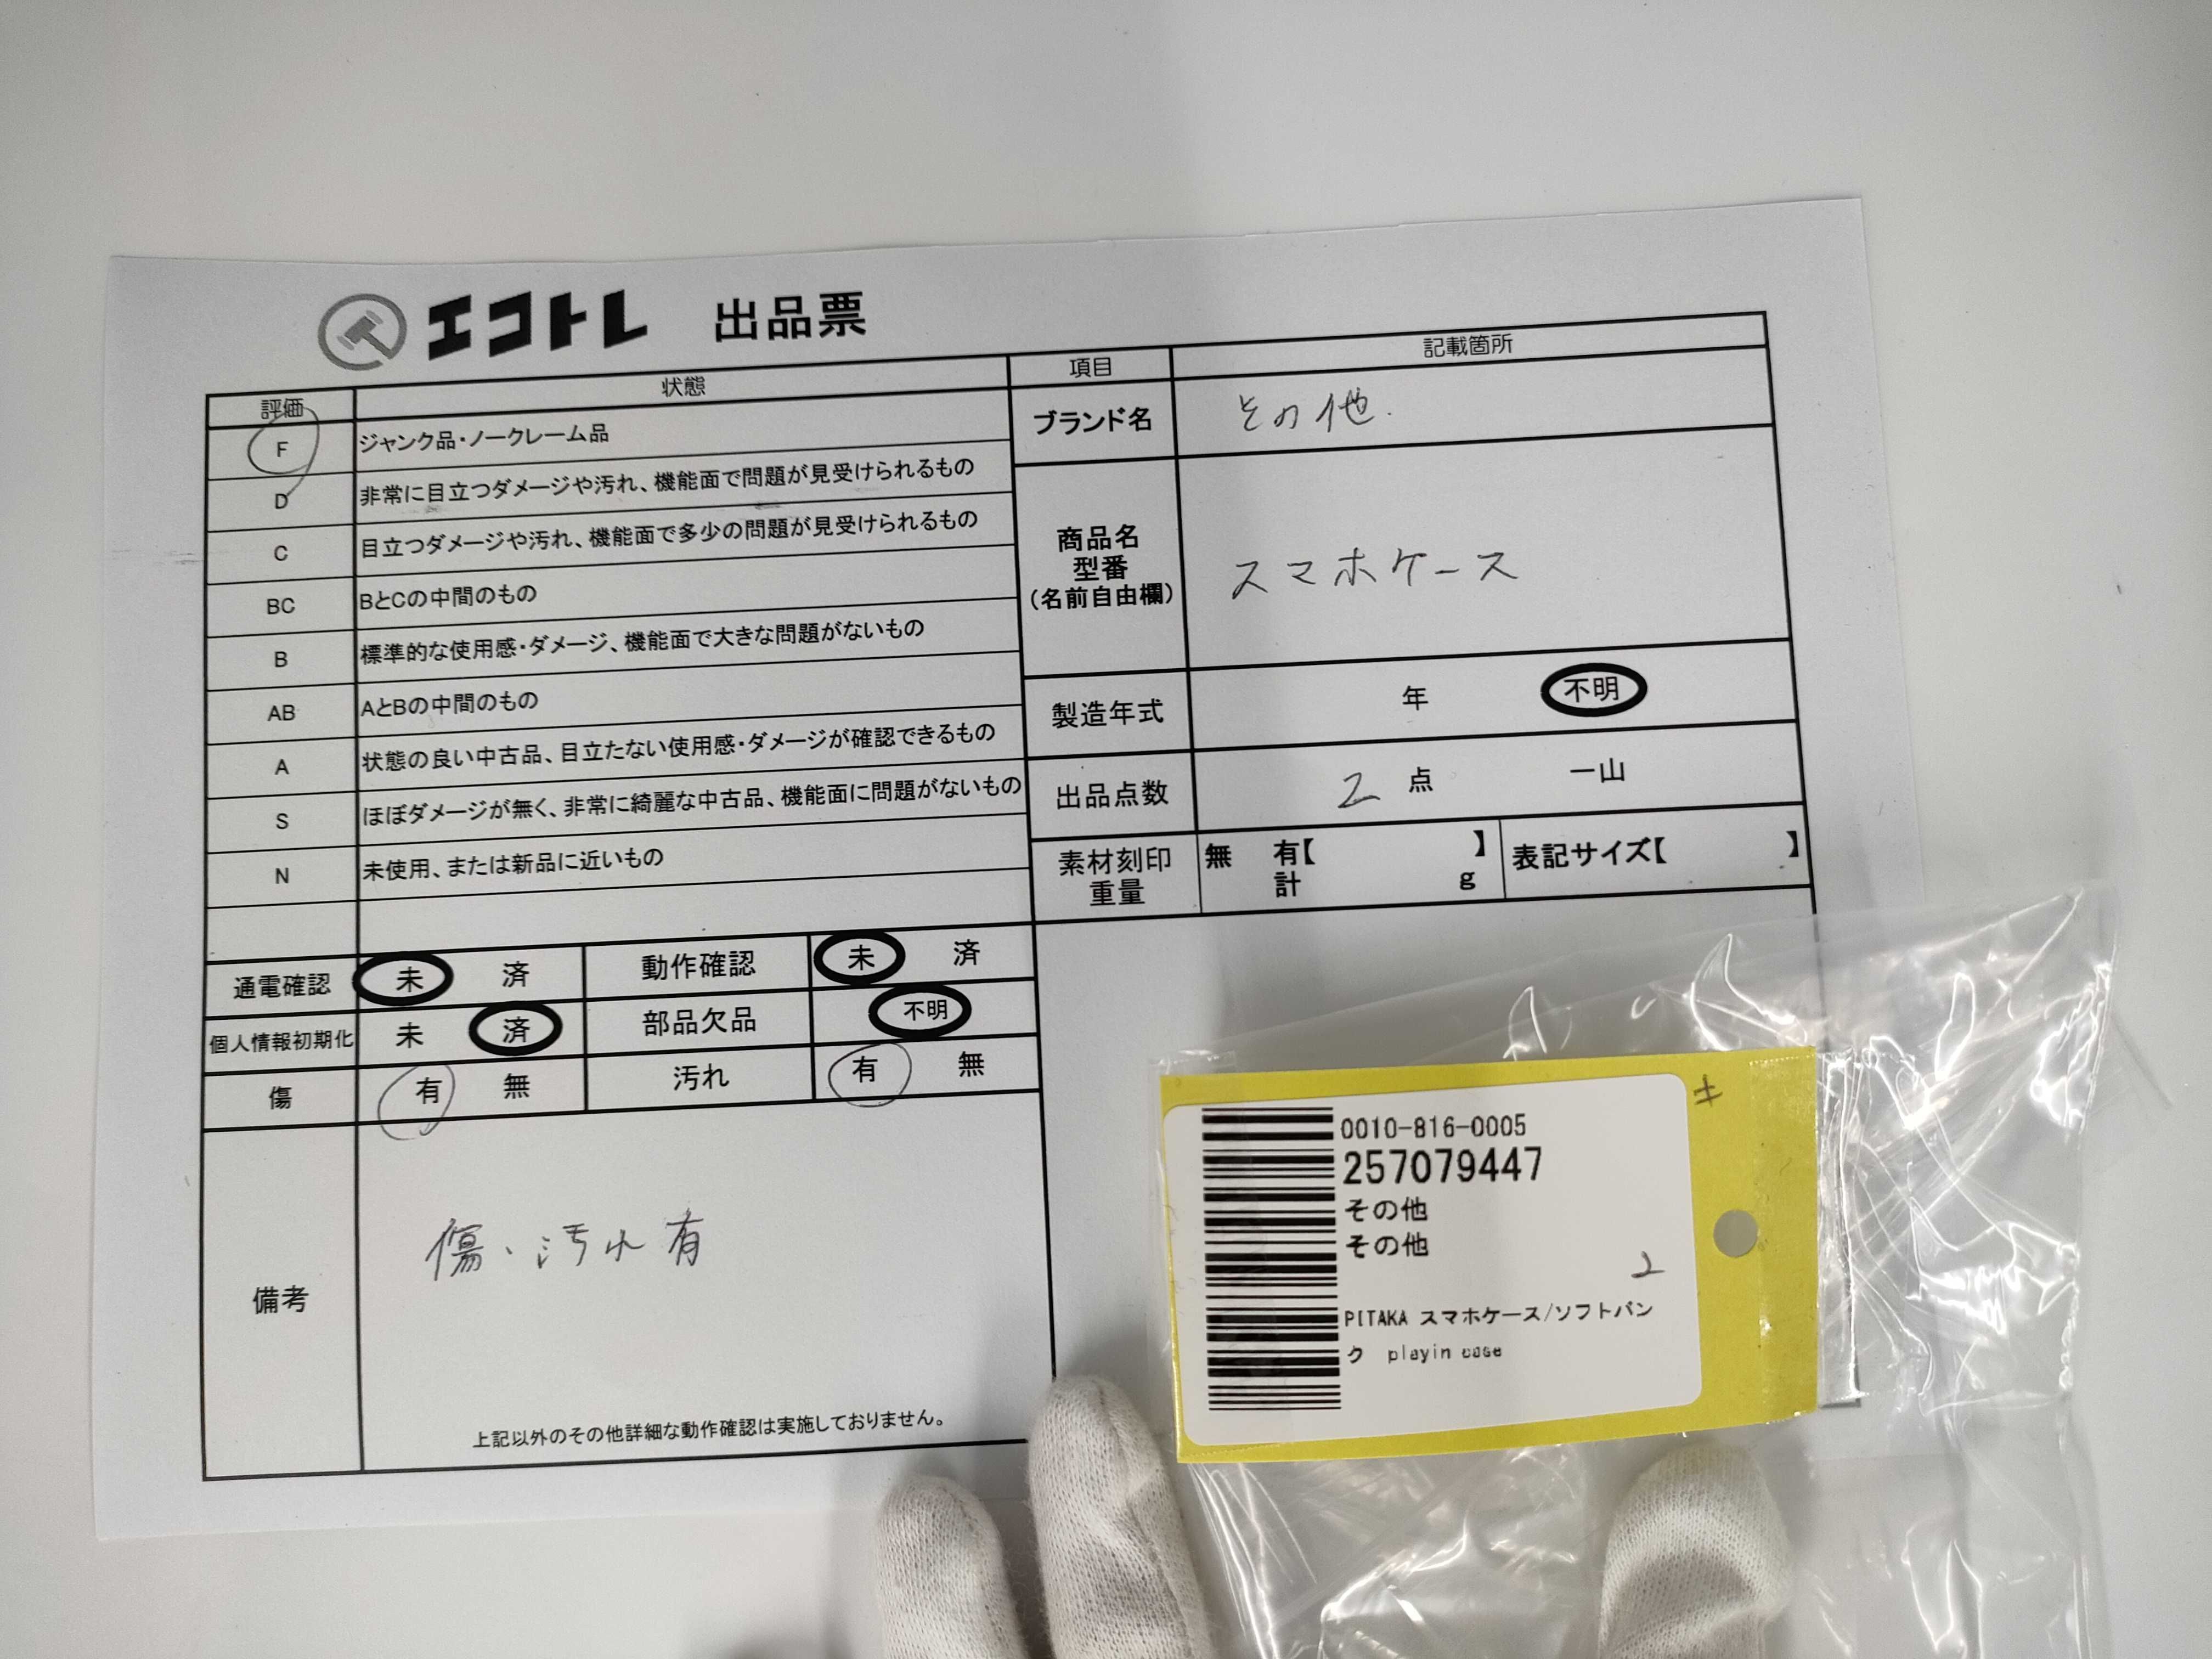 エコトレ 出品票
評価 状態
F ジャンク品・ノークレーム品
D 非常に目立つダメージや汚れ、機能面で問題が見受けられるもの
C 目立つダメージや汚れ、機能面で多少の問題が見受けられるもの
BC BとCの中間のもの
B 標準的な使用感・ダメージ、機能面で大きな問題がないもの
AB AとBの中間のもの
A 状態の良い中古品、目立たない使用感・ダメージが確認できるもの
S ほぼダメージが無く、非常に綺麗な中古品、機能面に問題がないもの
N 未使用、または新品に近いもの
通電確認 未 済 動作確認 未 済
個人情報初期化 未 済 部品欠品 不明
傷 有 無 汚れ 有 無
備考 傷、汚れ有
上記以外のその他詳細な動作確認は実施しておりません。
項目 記載箇所
ブランド名 その他.
商品名
型番
(名前自由欄)
スマホケース
製造年式 年 不明
出品点数 2 点 一山
素材刻印 無 有【 】 表記サイズ【 】
重量 計 g
キ
0010-816-0005
257079447
その他
その他
2
PITAKA スマホケース/ソフトバン
ク playin case